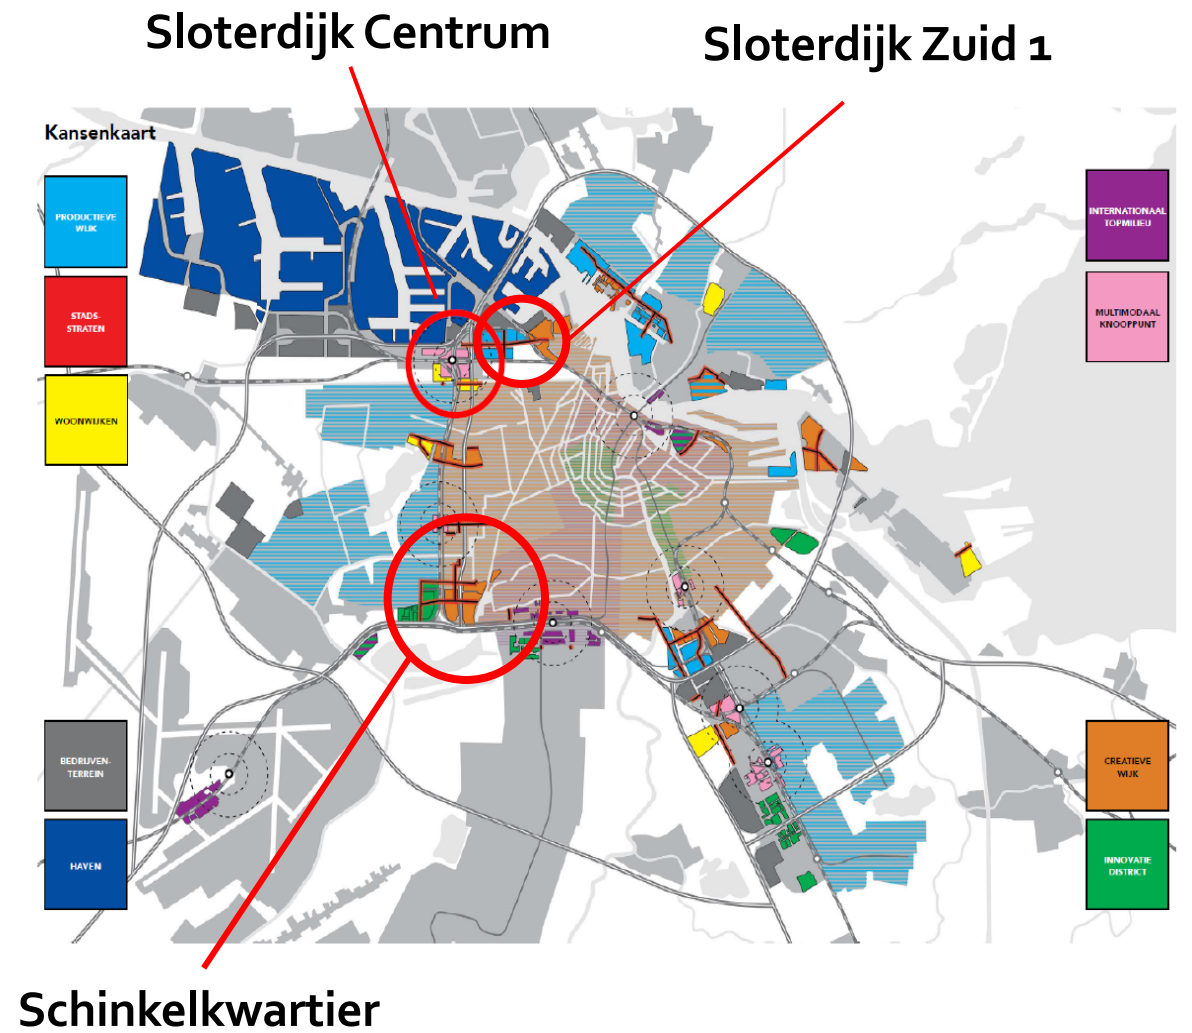 Sloterdijk Centrum
Sloterdijk Zuid 1
Kansenkaart
PRODUCTIEVE
WIJK
STADS-
STRATEN
WOONWIJKEN
INTERNATIONAAL
TOPMILIEU
MULTIMODAAL
KNOOPPUNT
BEDRIJVEN-
TERREIN
HAVEN
CREATIEVE
WIJK
INNOVATIE
DISTRICT
Schinkelkwartier